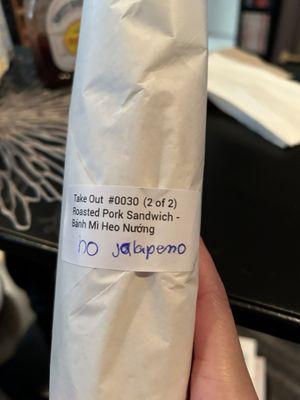 Take Out #0030 (2 of 2)
Roasted Pork Sandwich -
Bánh Mì Heo Nướng
no jalapeno